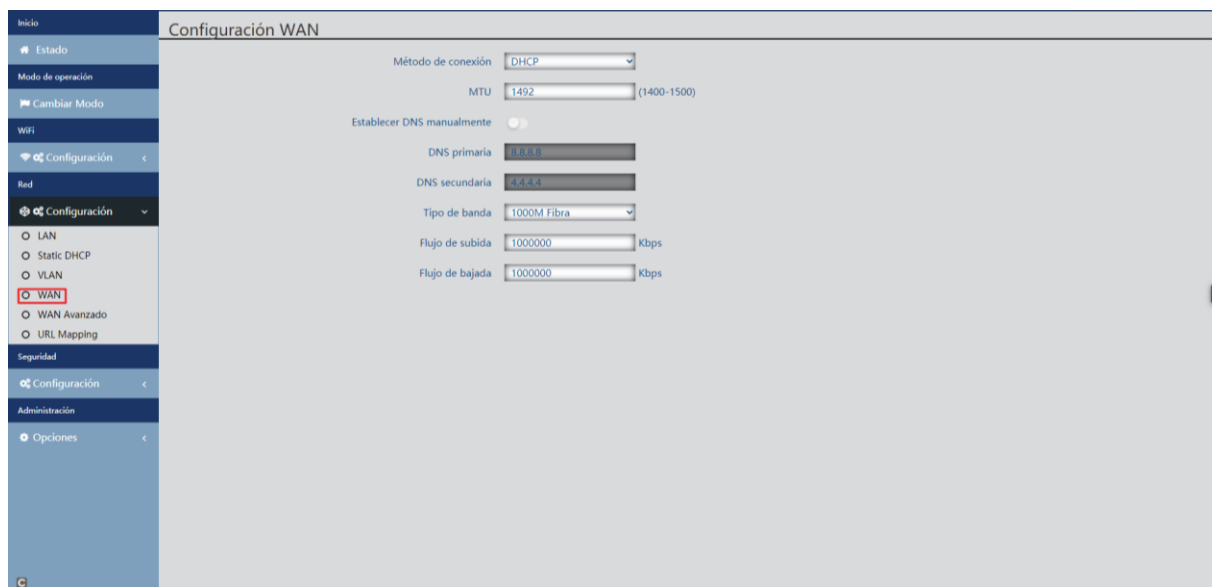 Inicio
Estado
Modo de operación
Cambiar Modo
WiFi
Configuración
Red
Configuración
LAN
Static DHCP
VLAN
WAN
WAN Avanzado
URL Mapping
Seguridad
Configuración
Administración
Opciones
Configuración WAN
Método de conexión DHCP
MTU 1492 (1400-1500)
Establecer DNS manualmente
DNS primaria 8.8.8.8
DNS secundaria 4.4.4.4
Tipo de banda 1000M Fibra
Flujo de subida 1000000 Kbps
Flujo de bajada 1000000 Kbps